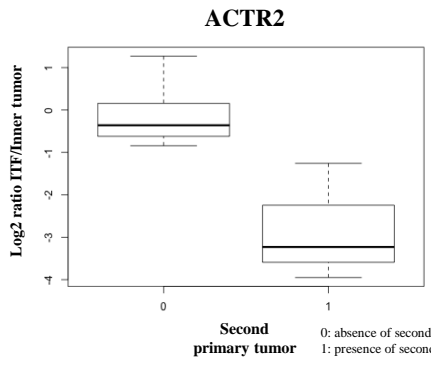 ACTR2
Log2 ratio ITF/Inner tumor
1
0
-1
-2
-3
-4
0
1
Second
primary tumor
0: absence of second
1: presence of second